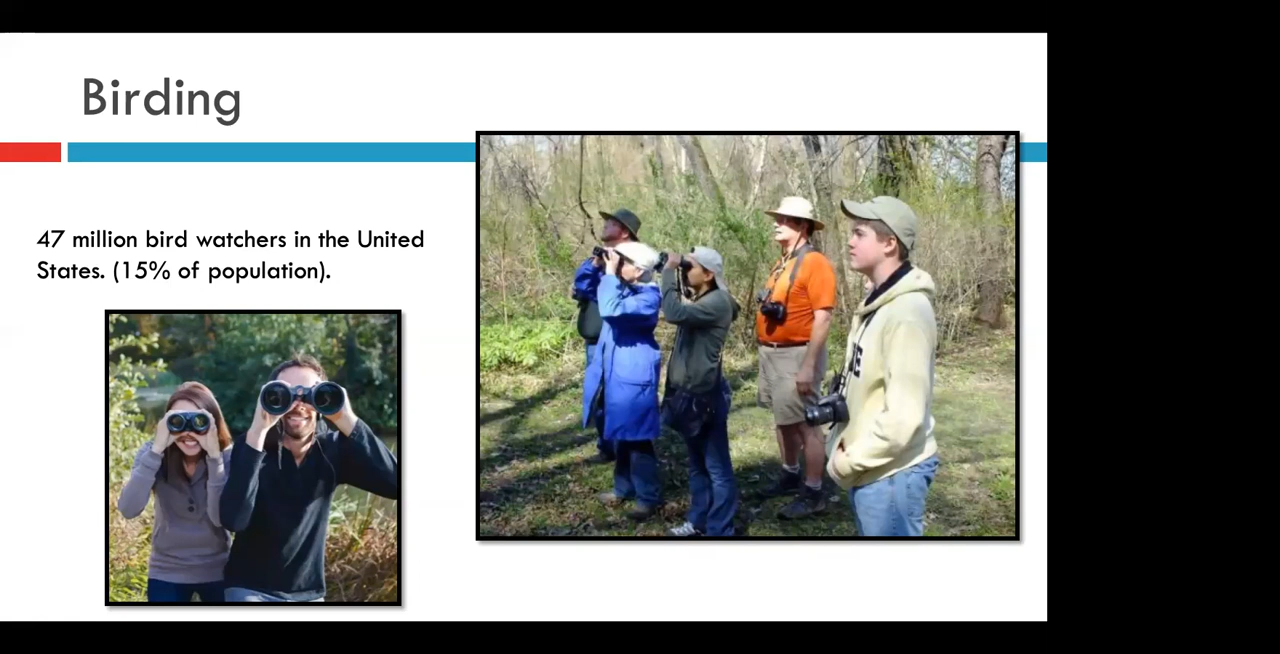 Birding
47 million bird watchers in the United
States. (15% of population).